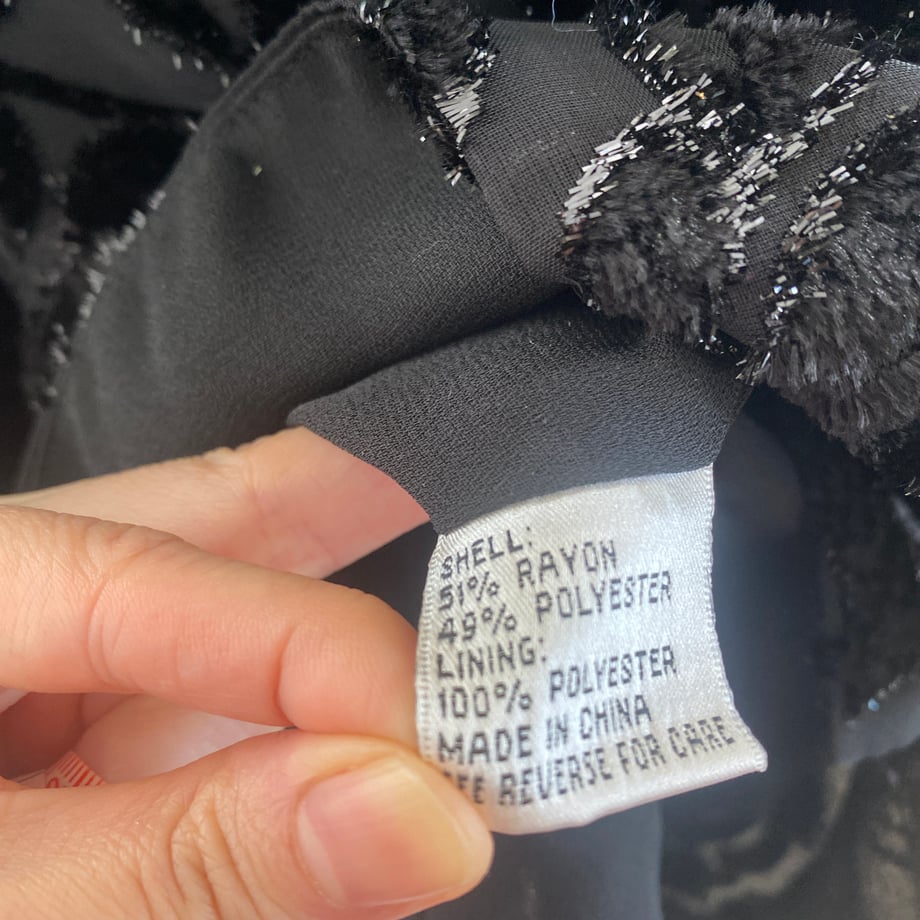 SHELL:
51% RAYON
49% POLYESTER
LINING:
100% POLYESTER
MADE IN CHINA
REVERSE FOR CARE